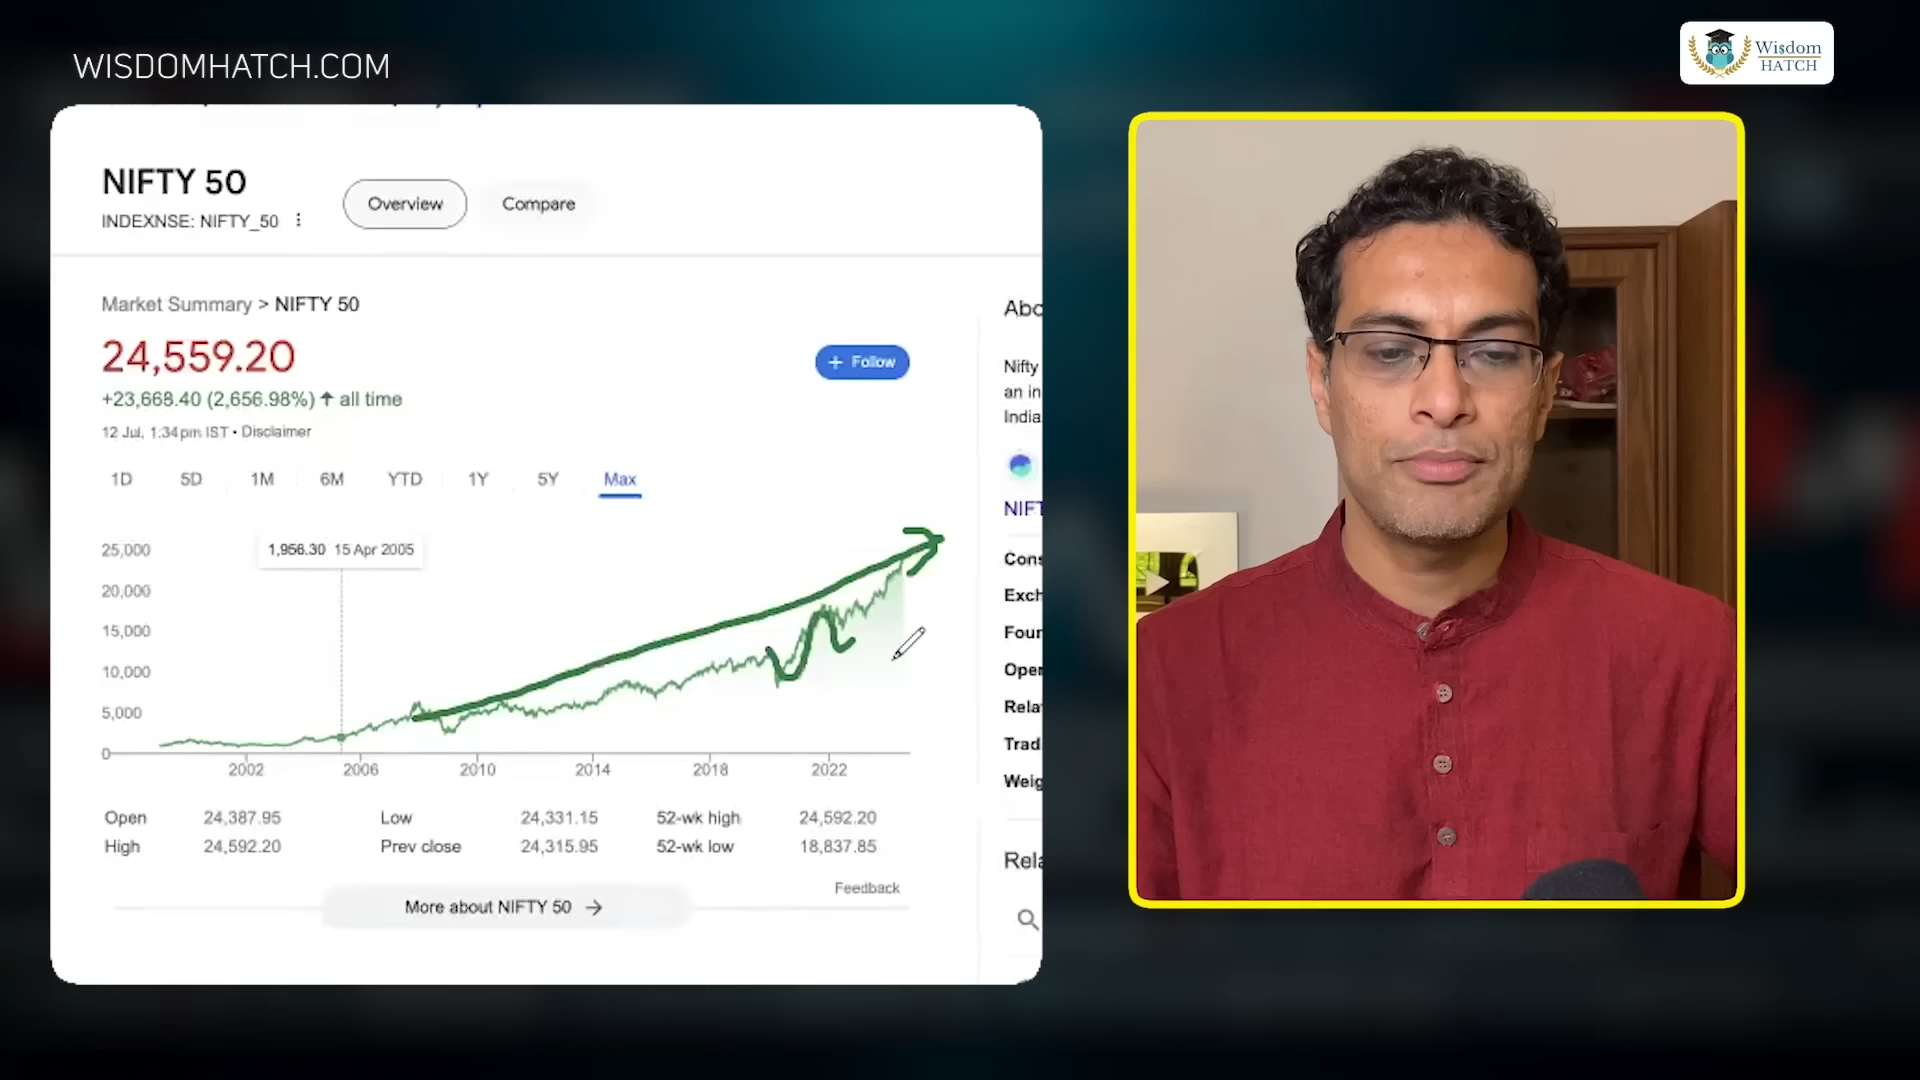 WISDOMHATCH.COM
Wisdom
HATCH
NIFTY 50
INDEXNSE: NIFTY_50
Overview
Compare
Market Summary > NIFTY 50
24,559.20
+23,668.40 (2,656.98%) ↑ all time
12 Jul, 1:34 pm IST • Disclaimer
+ Follow
1D 5D 1M 6M YTD 1Y 5Y Max
1,956.30 15 Apr 2005
25,000
20,000
15,000
10,000
5,000
0
2002 2006 2010 2014 2018 2022
Open 24,387.95 Low 24,331.15 52-wk high 24,592.20
High 24,592.20 Prev close 24,315.95 52-wk low 18,837.85
Feedback
More about NIFTY 50 →
Abo
Nifty
an in
India
NIFT
Cons
Exch
Four
Oper
Rela
Trad
Weig
Rela